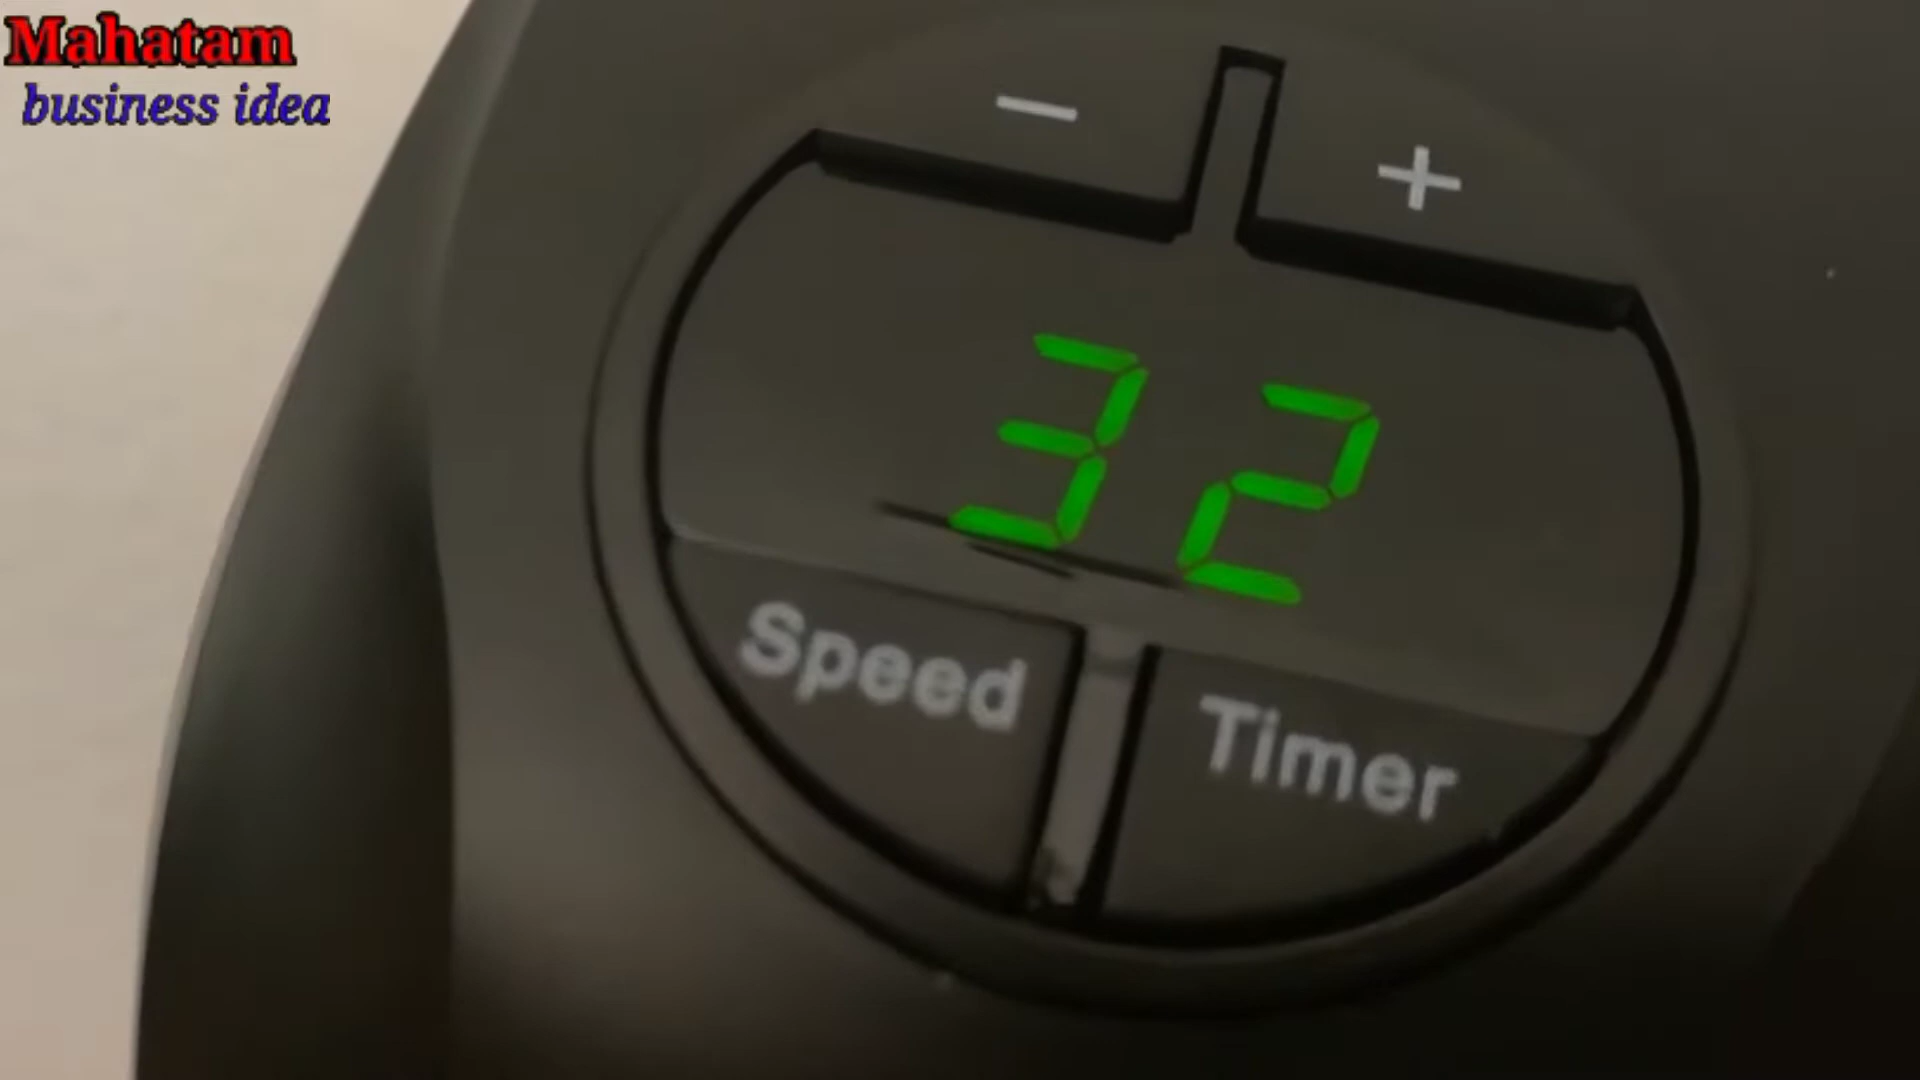 Mahatam
business idea
– +
32
Speed Timer